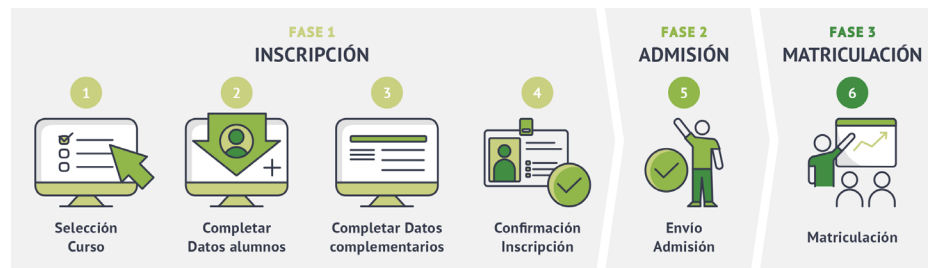 FASE 1
INSCRIPCIÓN
1
2
3
4
Selección
Curso
Completar
Datos alumnos
Completar Datos
complementarios
Confirmación
Inscripción
FASE 2
ADMISIÓN
5
Envío
Admisión
FASE 3
MATRICULACIÓN
6
Matriculación